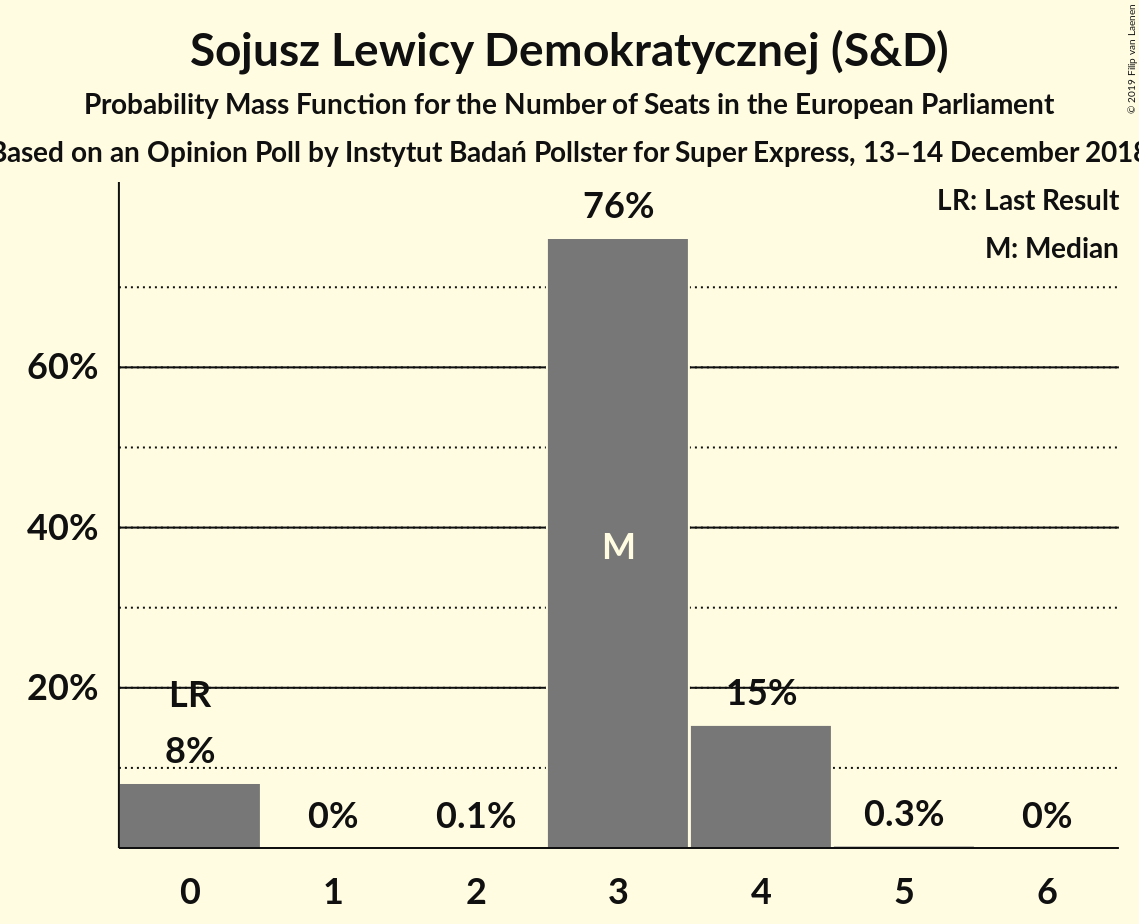 Sojusz Lewicy Demokratycznej (S&D)
Probability Mass Function for the Number of Seats in the European Parliament
Based on an Opinion Poll by Instytut Badań Pollster for Super Express, 13–14 December 2018
© 2019 Filip van Laenen
LR: Last Result
M: Median
76%
60%
40%
M
20%
LR
15%
8%
0%
0.1%
0.3%
0%
0 1 2 3 4 5 6